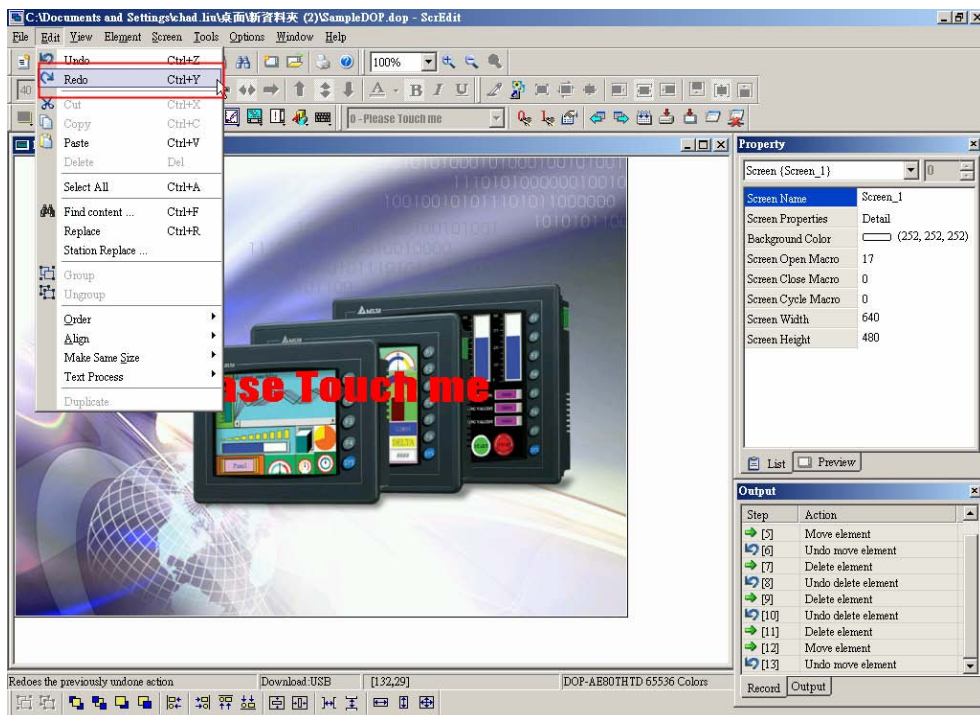 C:\Documents and Settings\chad.liu\桌面\新資料夾 (2)\SampleDOP.dop - ScrEdit
File Edit View Element Screen Tools Options Window Help
Undo Ctrl+Z
Redo Ctrl+Y
Cut Ctrl+X
Copy Ctrl+C
Paste Ctrl+V
Delete Del
Select All Ctrl+A
Find content ... Ctrl+F
Replace Ctrl+R
Station Replace ...
Group
Ungroup
Order
Align
Make Same Size
Text Process
Duplicate
100%
40
A B I U
0 - Please Touch me
ase Touch me
DELTA
Property
Screen {Screen_1} 0
Screen Name Screen_1
Screen Properties Detail
Background Color (252, 252, 252)
Screen Open Macro 17
Screen Close Macro 0
Screen Cycle Macro 0
Screen Width 640
Screen Height 480
List Preview
Output
Step Action
[5] Move element
[6] Undo move element
[7] Delete element
[8] Undo delete element
[9] Delete element
[10] Undo delete element
[11] Delete element
[12] Move element
[13] Undo move element
Record Output
Redoes the previously undone action Download:USB [132,29] DOP-AE80THTD 65536 Colors